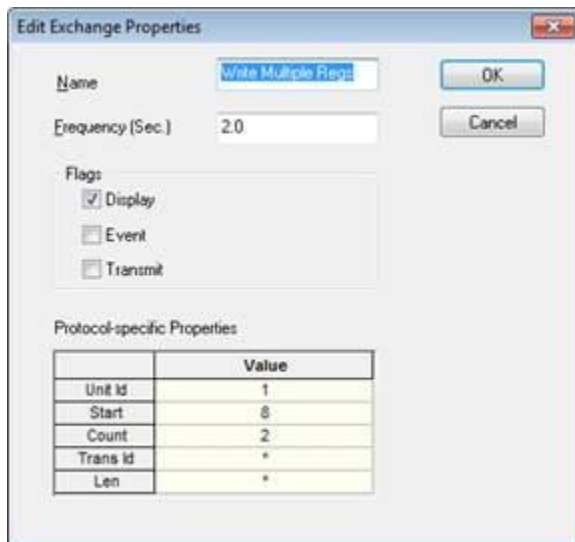 Edit Exchange Properties
Name Write Multiple Regs OK
Frequency (Sec.) 2.0 Cancel
Flags
Display
Event
Transmit
Protocol-specific Properties
Value
Unit Id 1
Start 8
Count 2
Trans Id *
Len *